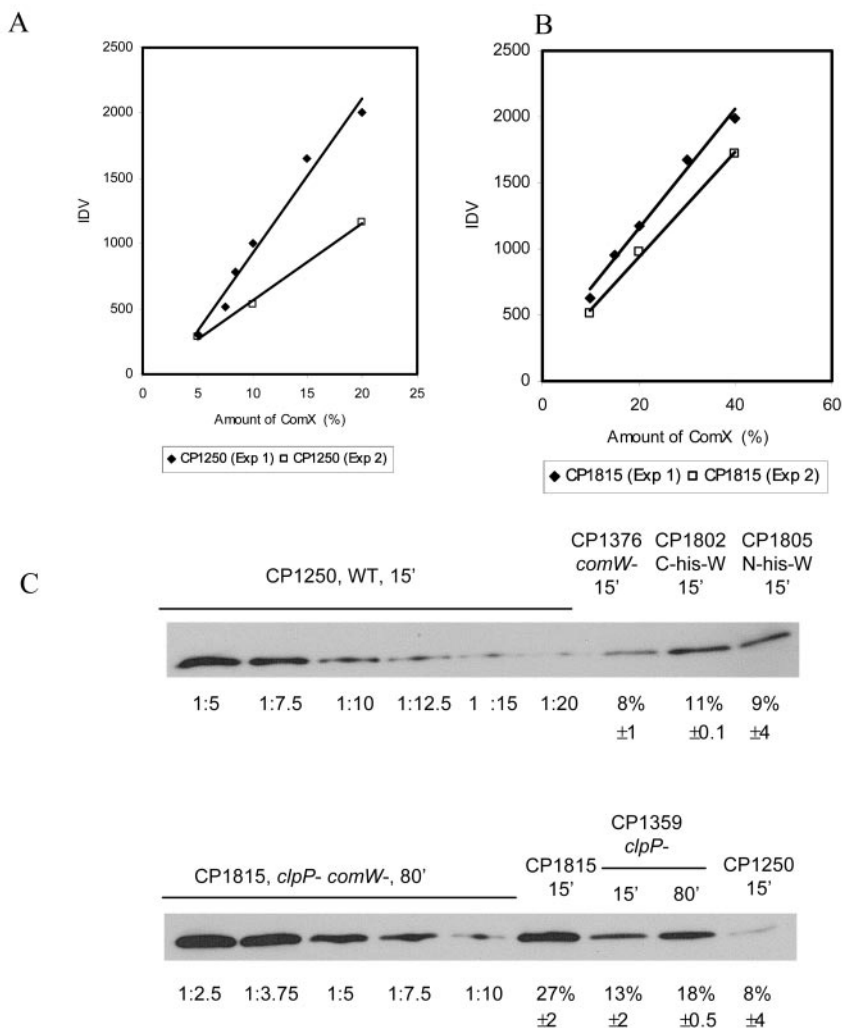 A
2500
2000
1500
1000
500
0
IDV
0 5 10 15 20 25
Amount of ComX (%)
◆ CP1250 (Exp 1) □ CP1250 (Exp 2)
B
2500
2000
1500
1000
500
0
IDV
0 20 40 60
Amount of ComX (%)
◆ CP1815 (Exp 1) □ CP1815 (Exp 2)
C
CP1250, WT, 15'
CP1376 CP1802 CP1805
comW- C-his-W N-his-W
15' 15' 15'
1:5 1:7.5 1:10 1:12.5 1 :15 1:20 8% 11% 9%
±1 ±0.1 ±4
CP1359
clpP-
CP1815, clpP- comW-, 80'
CP1815 CP1250
15' 15' 80' 15'
1:2.5 1:3.75 1:5 1:7.5 1:10 27% 13% 18% 8%
±2 ±2 ±0.5 ±4